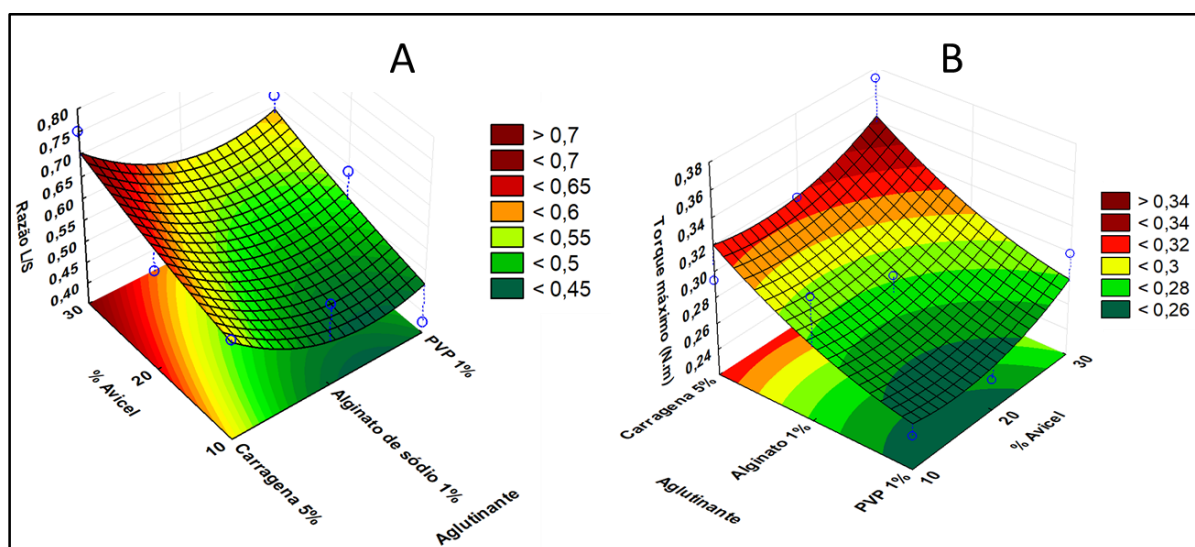 A
0,80
0,75
0,70
0,65
0,60
0,55
0,50
0,45
0,40
Razão L/S
30
20
10
% Avicel
Carragena 5%
Alginato de sódio 1%
PVP 1%
Aglutinante
> 0,7
< 0,7
< 0,65
< 0,6
< 0,55
< 0,5
< 0,45
B
0,38
0,36
0,34
0,32
0,30
0,28
0,26
0,24
Torque máximo (N.m)
Carragena 5%
Alginato 1%
PVP 1%
Aglutinante
10
20
30
% Avicel
> 0,34
< 0,34
< 0,32
< 0,3
< 0,28
< 0,26